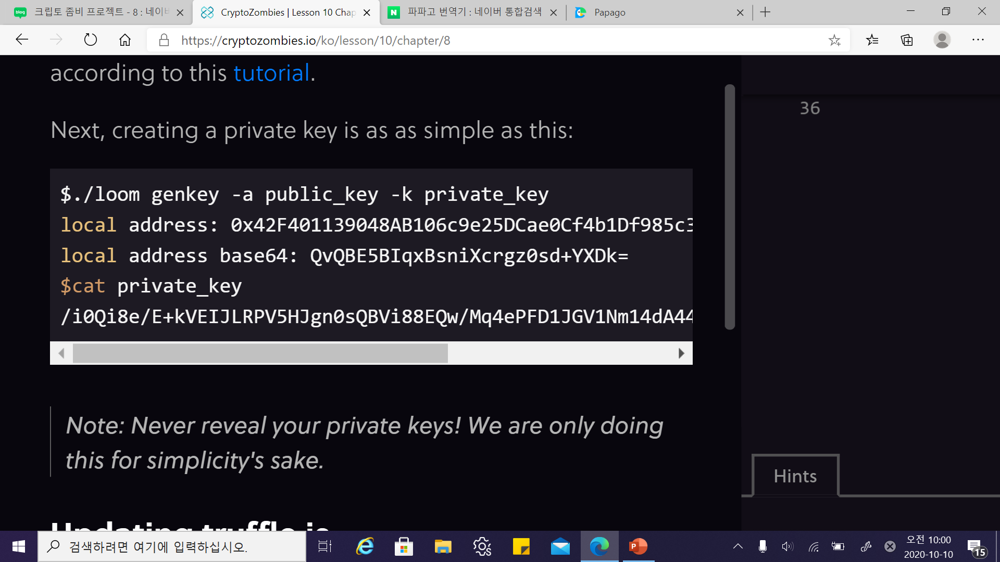 크립토 좀비 프로젝트 - 8 : 네이버
CryptoZombies | Lesson 10 Chap
파파고 번역기 : 네이버 통합검색
Papago
https://cryptozombies.io/ko/lesson/10/chapter/8
according to this tutorial.
36
Next, creating a private key is as as simple as this:
$./loom genkey -a public_key -k private_key
local address: 0x42F401139048AB106c9e25DCae0Cf4b1Df985c3
local address base64: QvQBE5BIqxBsniXcrgz0sd+YXDk=
$cat private_key
/i0Qi8e/E+kVEIJLRPV5HJgn0sQBVi88EQw/Mq4ePFD1JGV1Nm14dA44
Note: Never reveal your private keys! We are only doing
this for simplicity's sake.
Hints
Updating truffle.js
검색하려면 여기에 입력하십시오.
오전 10:00
2020-10-10
15